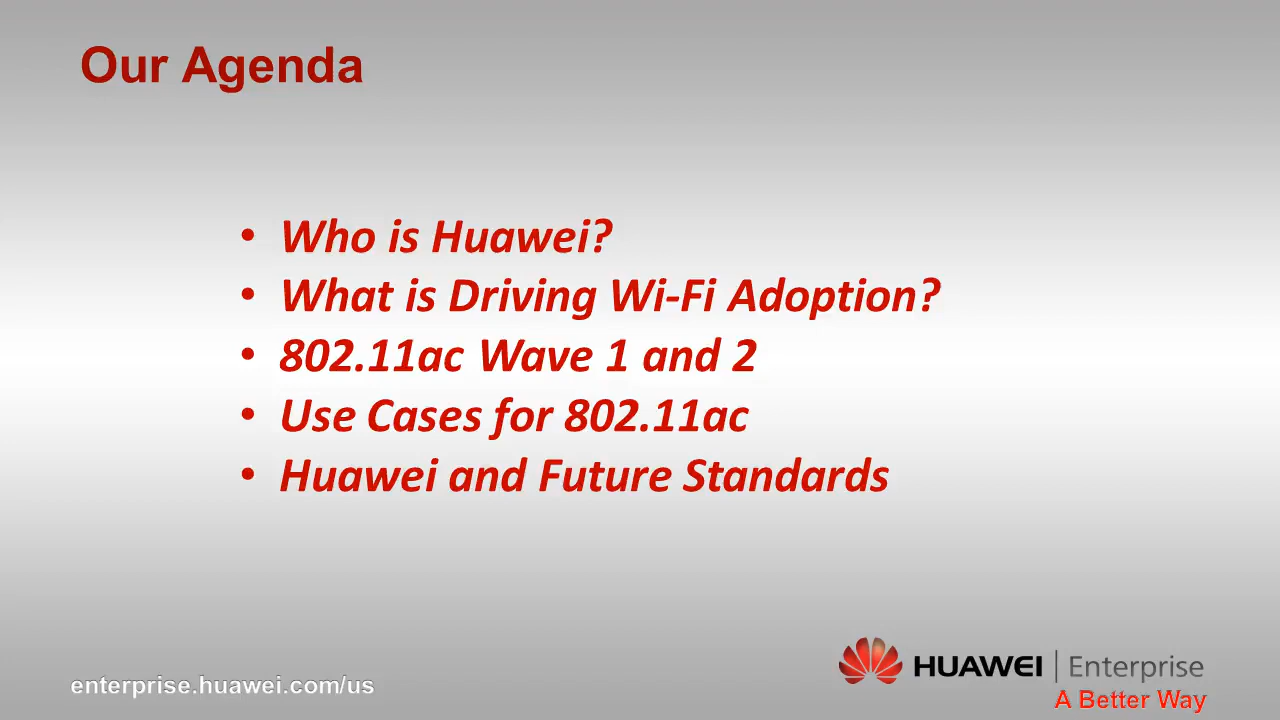 Our Agenda
• Who is Huawei?
• What is Driving Wi-Fi Adoption?
• 802.11ac Wave 1 and 2
• Use Cases for 802.11ac
• Huawei and Future Standards
enterprise.huawei.com/us
HUAWEI | Enterprise
A Better Way